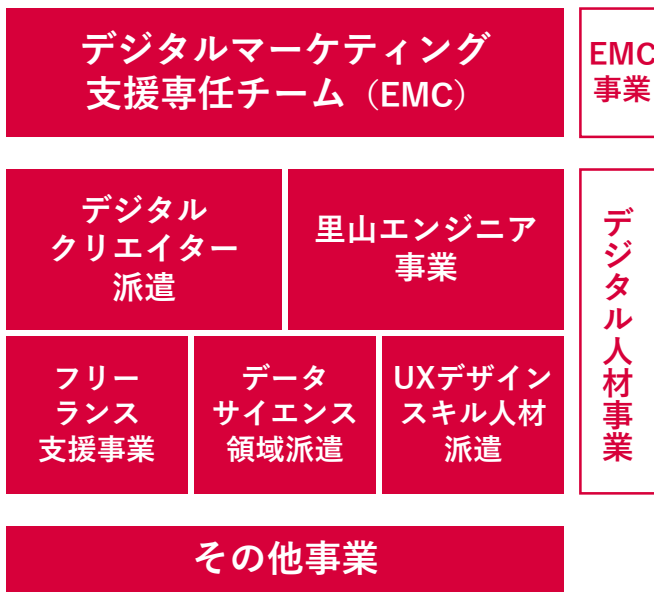 デジタルマーケティング
支援専任チーム（EMC）
EMC
事業
デジタル
クリエイター
派遣
里山エンジニア
事業
フリー
ランス
支援事業
データ
サイエンス
領域派遣
UXデザイン
スキル人材
派遣
デジタル人材事業
その他事業